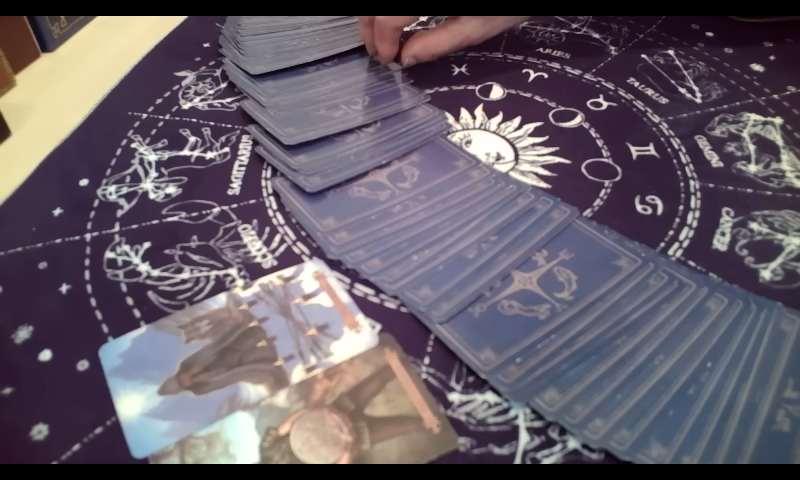 ARIES
TAURUS
GEMINI
CANCER
SAGITTARIUS
SCORPIO